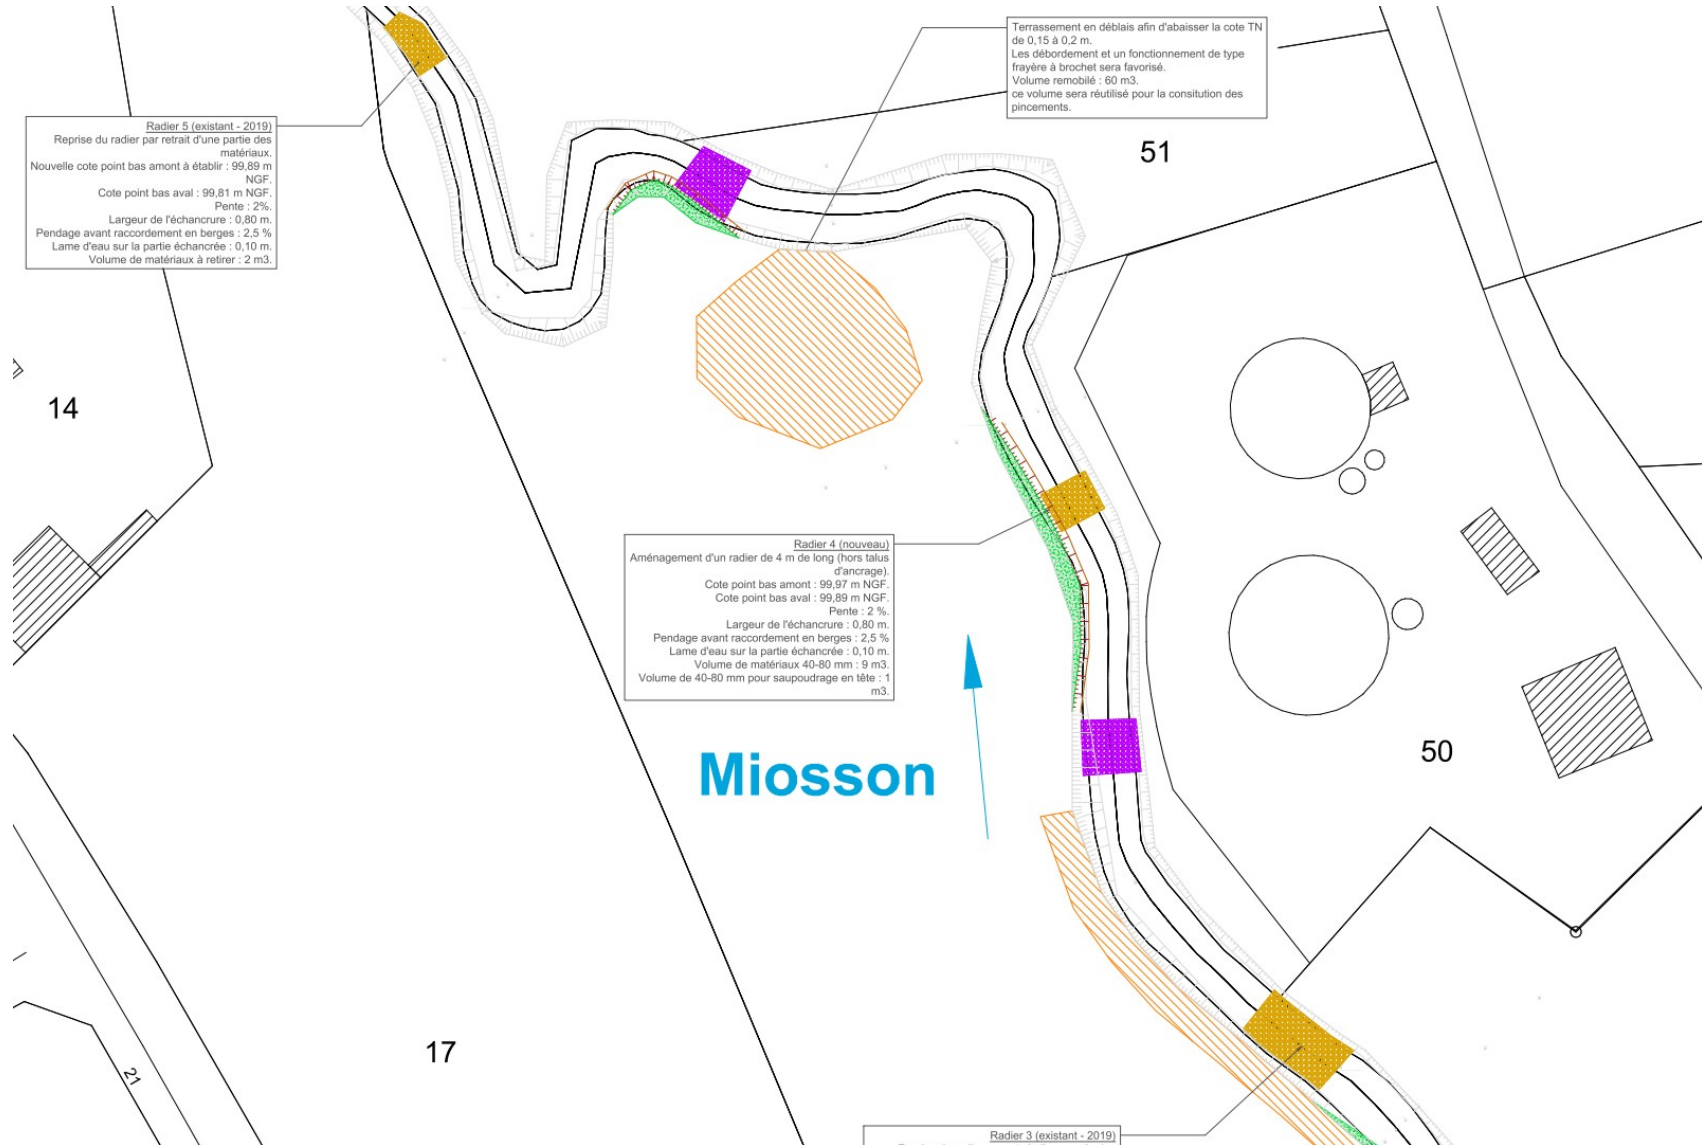 Terrassement en déblais afin d'abaisser la cote TN
de 0,15 à 0,2 m.
Les débordement et un fonctionnement de type
frayère à brochet sera favorisé.
Volume remobilé : 60 m3.
ce volume sera réutilisé pour la consitution des
pincements.
Radier 5 (existant - 2019)
Reprise du radier par retrait d'une partie des
matériaux.
Nouvelle cote point bas amont à établir : 99,89 m
NGF.
Cote point bas aval : 99,81 m NGF.
Pente : 2%.
Largeur de l'échancrure : 0,80 m.
Pendage avant raccordement en berges : 2,5 %
Lame d'eau sur la partie échancrée : 0,10 m.
Volume de matériaux à retirer : 2 m3.
51
14
Radier 4 (nouveau)
Aménagement d'un radier de 4 m de long (hors talus
d'ancrage).
Cote point bas amont : 99,97 m NGF.
Cote point bas aval : 99,89 m NGF.
Pente : 2 %.
Largeur de l'échancrure : 0,80 m.
Pendage avant raccordement en berges : 2,5 %
Lame d'eau sur la partie échancrée : 0,10 m.
Volume de matériaux 40-80 mm : 9 m3.
Volume de 40-80 mm pour saupoudrage en tête : 1
m3.
Miosson
50
17
21
Radier 3 (existant - 2019)